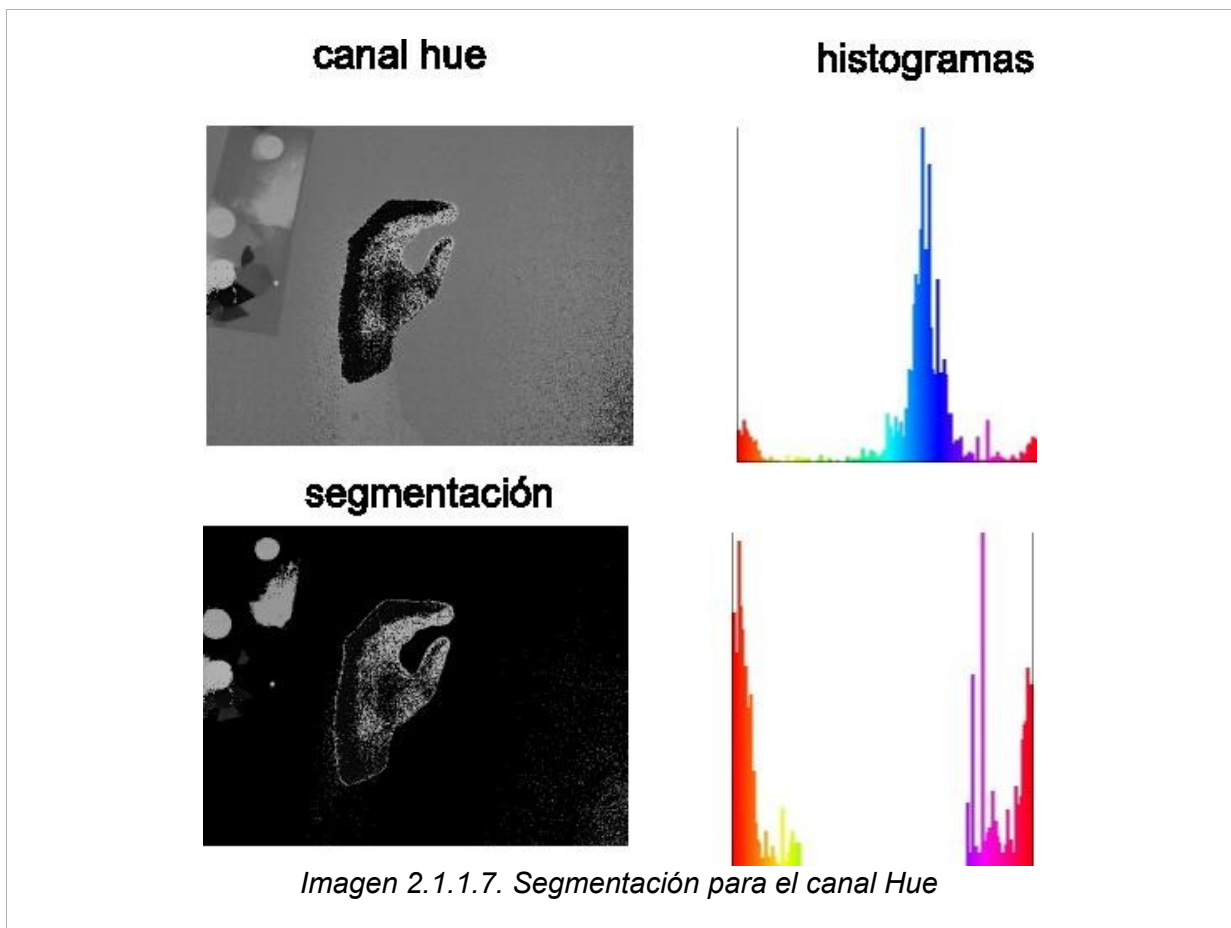 canal hue
histogramas
segmentación
Imagen 2.1.1.7. Segmentación para el canal Hue